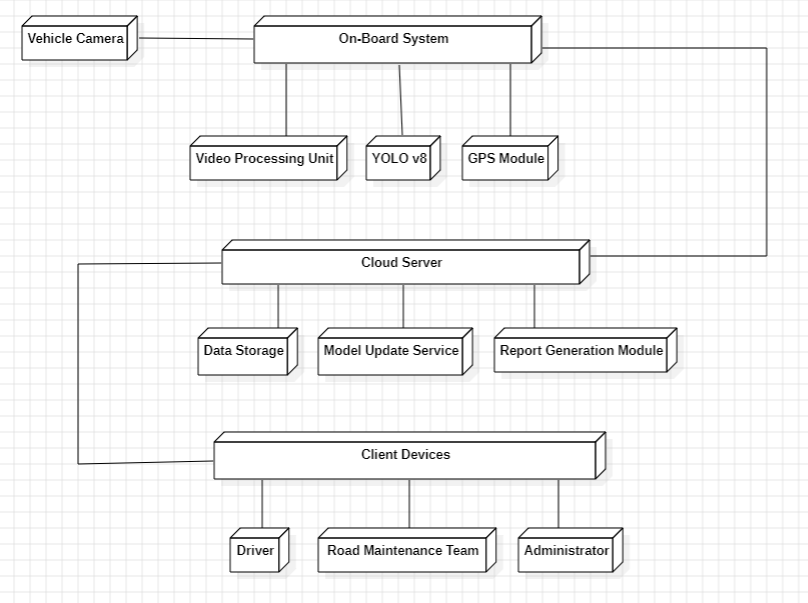 Vehicle Camera
On-Board System
Video Processing Unit
YOLO v8
GPS Module
Cloud Server
Data Storage
Model Update Service
Report Generation Module
Client Devices
Driver
Road Maintenance Team
Administrator